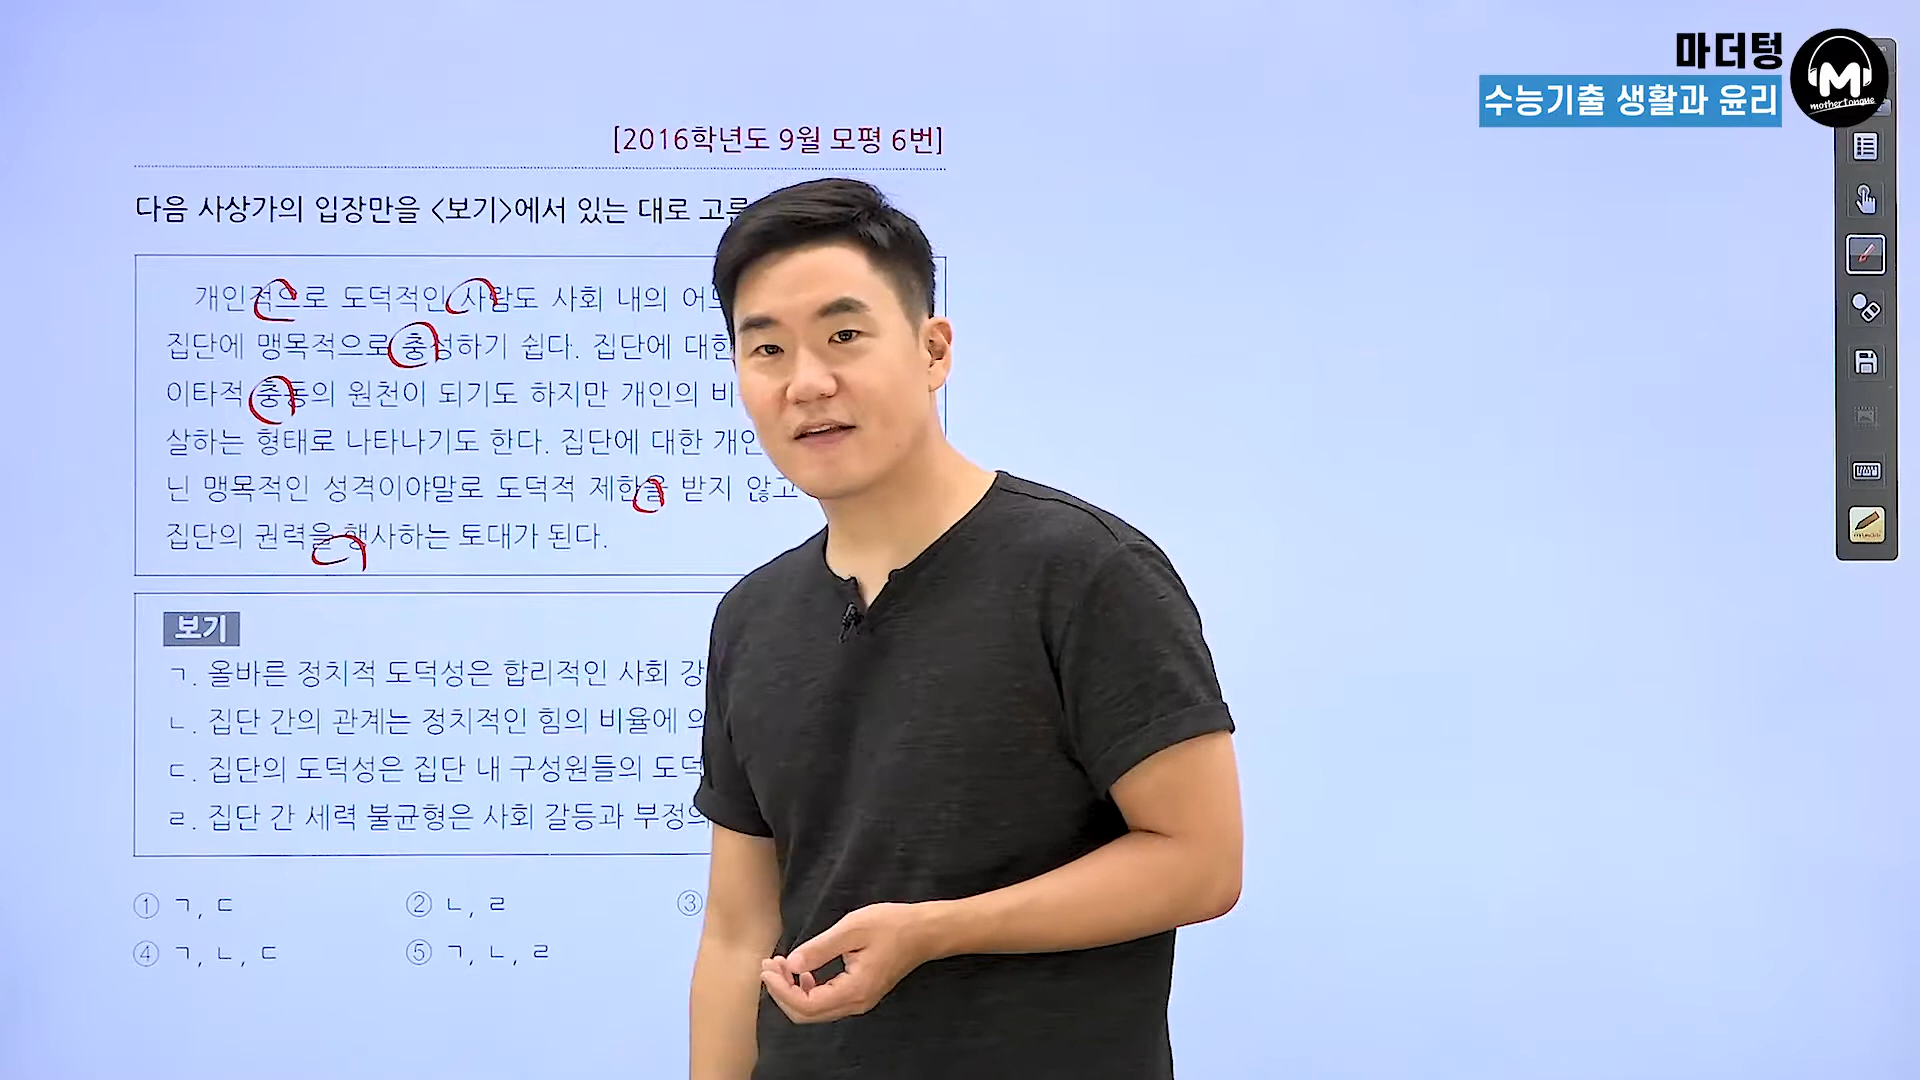 마더텅
수능기출 생활과 윤리
mothertongue
[2016학년도 9월 모평 6번]
다음 사상가의 입장만을 <보기>에서 있는 대로 고른
개인적으로 도덕적인 사람도 사회 내의 어느
집단에 맹목적으로 충성하기 쉽다. 집단에 대한
이타적 충동의 원천이 되기도 하지만 개인의 비
살하는 형태로 나타나기도 한다. 집단에 대한 개인
닌 맹목적인 성격이야말로 도덕적 제한을 받지 않고
집단의 권력을 행사하는 토대가 된다.
보기
ㄱ. 올바른 정치적 도덕성은 합리적인 사회 강
ㄴ. 집단 간의 관계는 정치적인 힘의 비율에 의
ㄷ. 집단의 도덕성은 집단 내 구성원들의 도덕
ㄹ. 집단 간 세력 불균형은 사회 갈등과 부정의
① ㄱ, ㄷ ② ㄴ, ㄹ ③
④ ㄱ, ㄴ, ㄷ ⑤ ㄱ, ㄴ, ㄹ